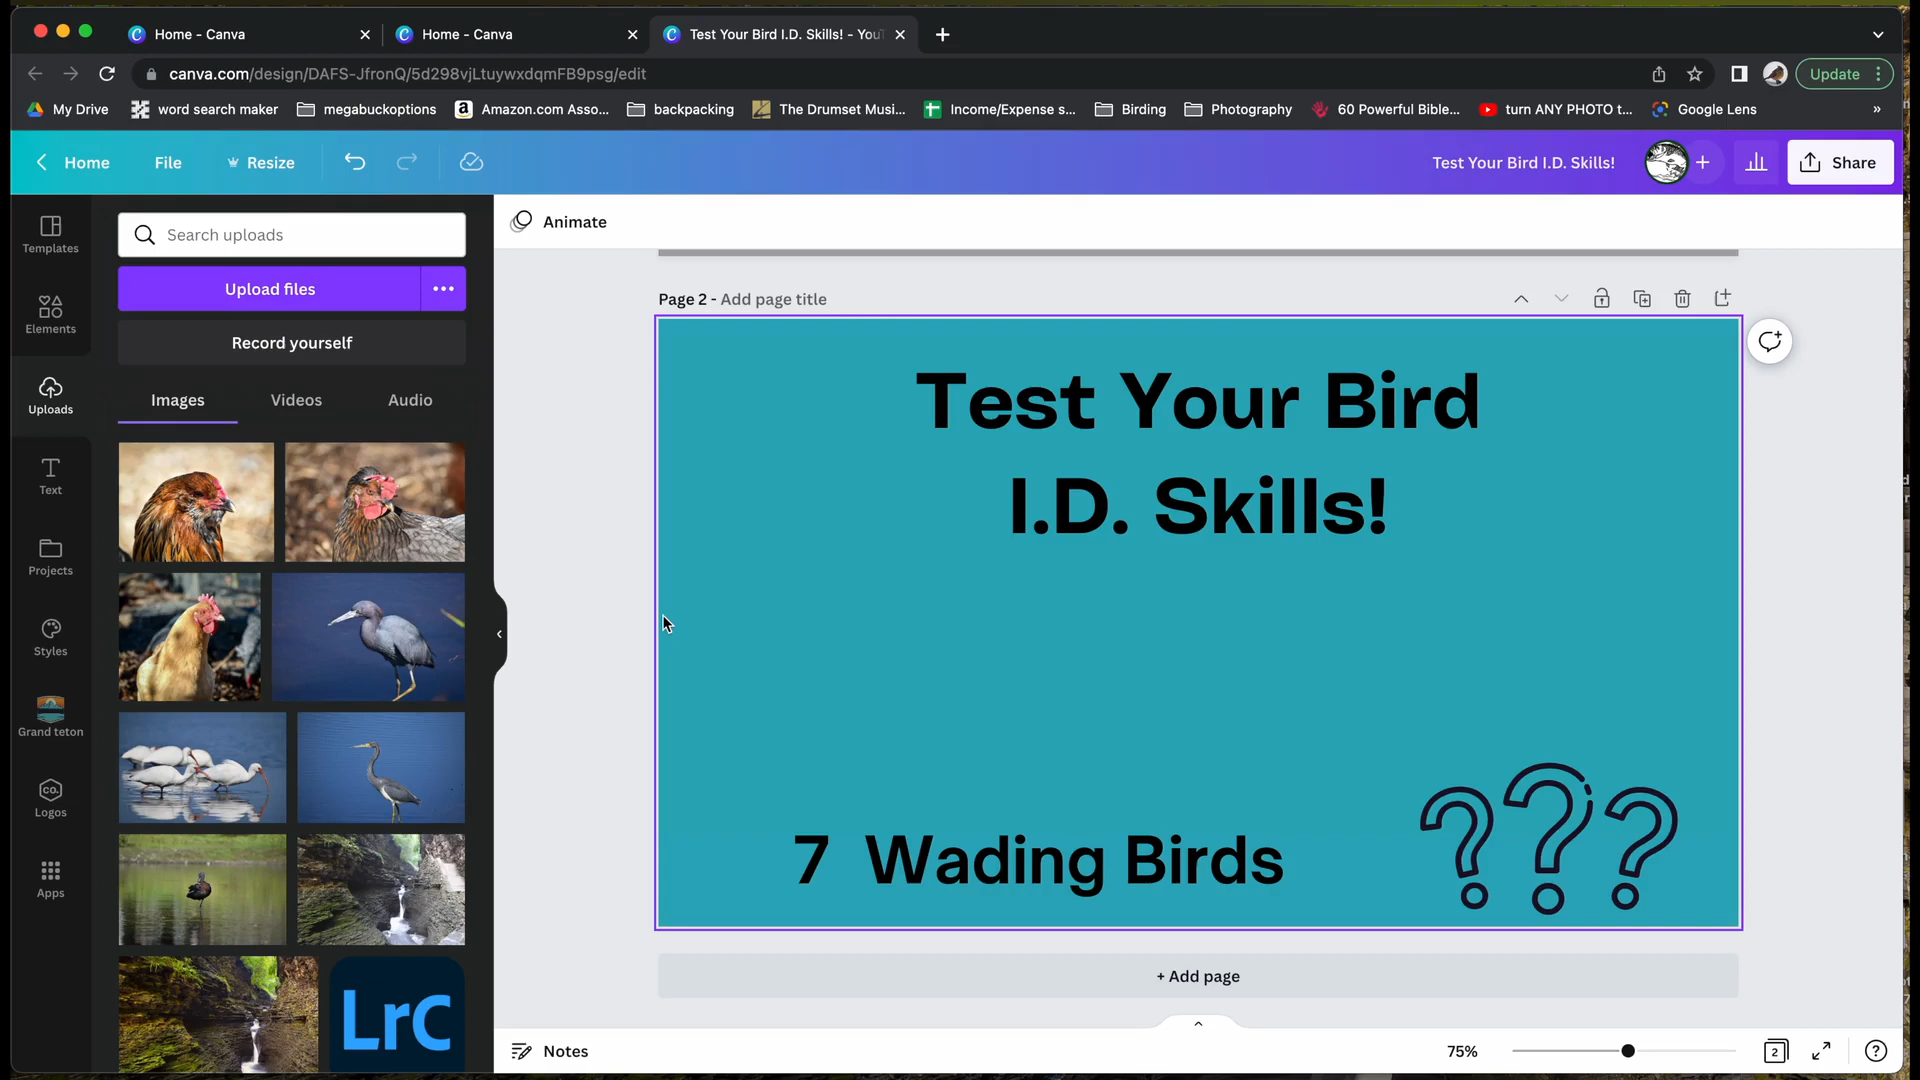 Home - Canva
Home - Canva
Test Your Bird I.D. Skills! - You
canva.com/design/DAFS-JfronQ/5d298vjLtuywxdqmFB9psg/edit
Update
My Drive
word search maker
megabuckoptions
Amazon.com Asso...
backpacking
The Drumset Musi...
Income/Expense s...
Birding
Photography
60 Powerful Bible...
turn ANY PHOTO t...
Google Lens
»
Home
File
Resize
Test Your Bird I.D. Skills!
Share
Templates
Elements
Uploads
Text
Projects
Styles
Grand teton
Logos
Apps
Search uploads
Upload files
Record yourself
Images
Videos
Audio
LrC
Animate
Page 2 - Add page title
Test Your Bird
I.D. Skills!
7 Wading Birds
???
+ Add page
Notes
75%
2
?